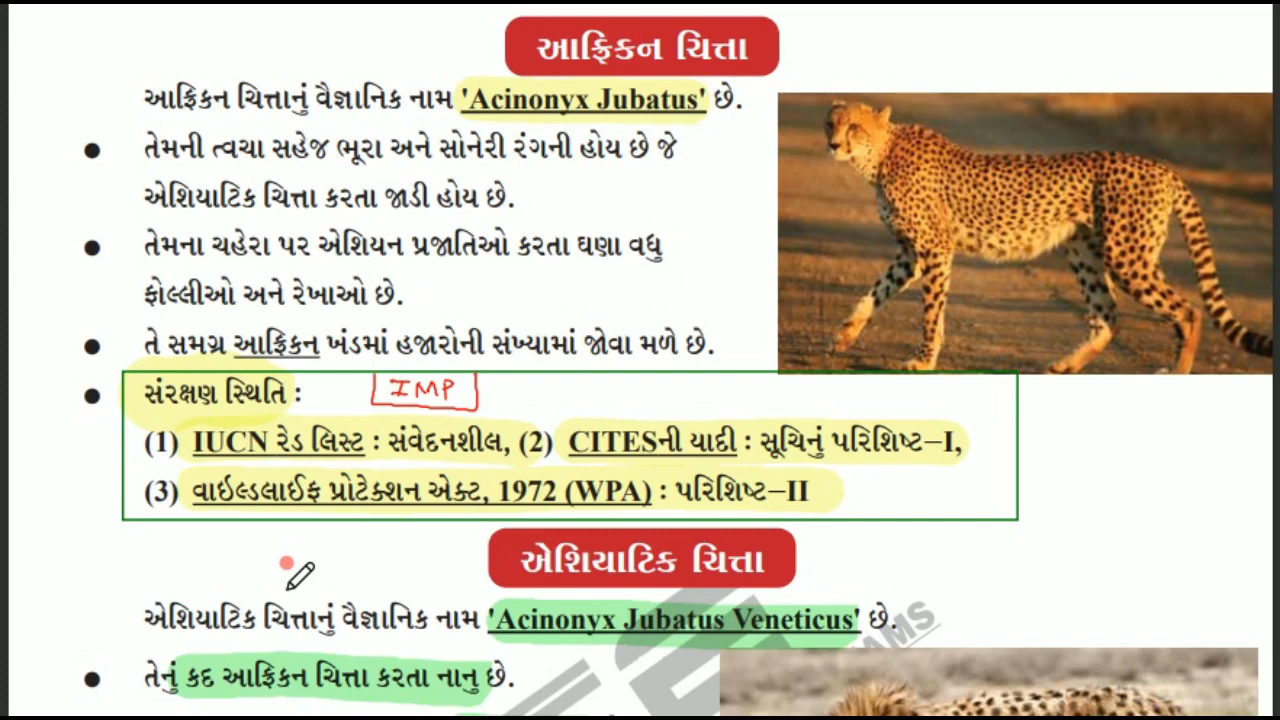 આફ્રિકન ચિત્તા
આફ્રિકન ચિત્તાનું વૈજ્ઞાનિક નામ 'Acinonyx Jubatus' છે.
● તેમની ત્વચા સહેજ ભૂરા અને સોનેરી રંગની હોય છે જે
એશિયાટિક ચિત્તા કરતા જાડી હોય છે.
● તેમના ચહેરા પર એશિયન પ્રજાતિઓ કરતા ઘણા વધુ
ફોલ્લીઓ અને રેખાઓ છે.
● તે સમગ્ર આફ્રિકન ખંડમાં હજારોની સંખ્યામાં જોવા મળે છે.
● સંરક્ષણ સ્થિતિ : IMP
(1) IUCN રેડ લિસ્ટ : સંવેદનશીલ, (2) CITESની યાદી : સૂચિનું પરિશિષ્ટ–I,
(3) વાઇલ્ડલાઈફ પ્રોટેક્શન એક્ટ, 1972 (WPA) : પરિશિષ્ટ–II
એશિયાટિક ચિત્તા
એશિયાટિક ચિત્તાનું વૈજ્ઞાનિક નામ 'Acinonyx Jubatus Veneticus' છે.
● તેનું કદ આફ્રિકન ચિત્તા કરતા નાનુ છે.